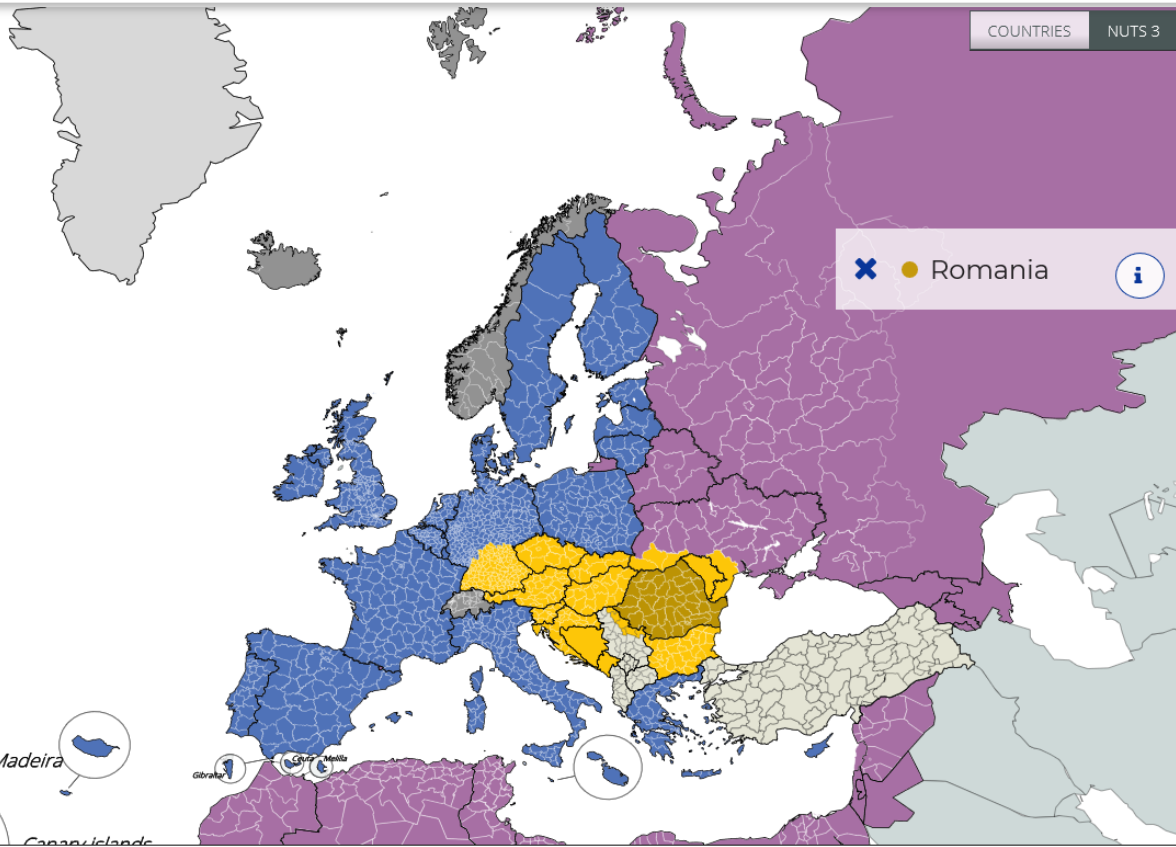 COUNTRIES NUTS 3
✖ Romania i
Madeira
Gibraltar Ceuta Melilla
Canary islands